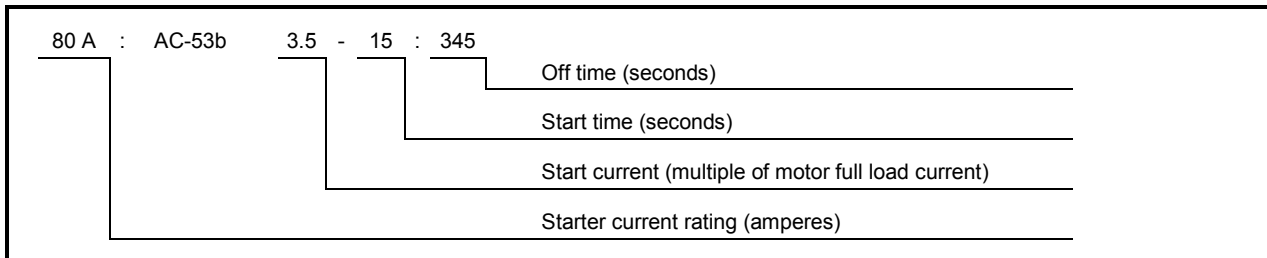 80 A : AC-53b 3.5 - 15 : 345
Off time (seconds)
Start time (seconds)
Start current (multiple of motor full load current)
Starter current rating (amperes)